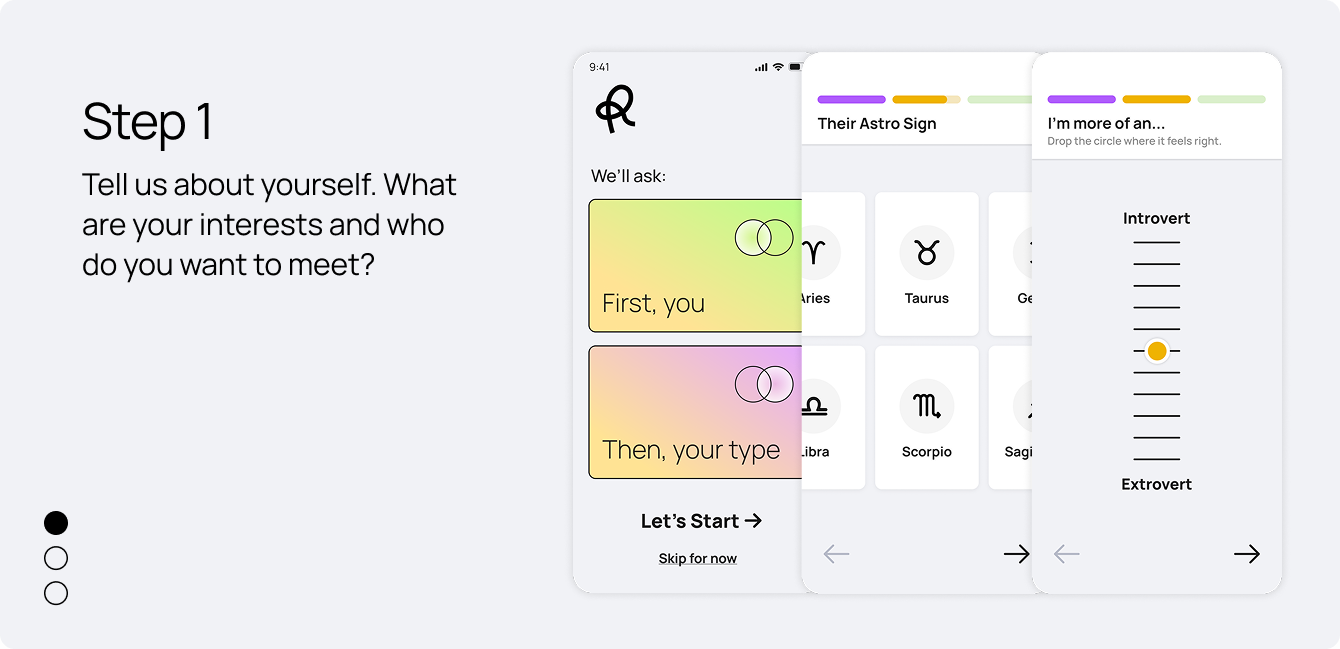 Step 1
Tell us about yourself. What
are your interests and who
do you want to meet?
9:41
We'll ask:
First, you
Then, your type
Let's Start →
Skip for now
Their Astro Sign
Aries
Taurus
Ge
Libra
Scorpio
Sagi
I'm more of an...
Drop the circle where it feels right.
Introvert
Extrovert